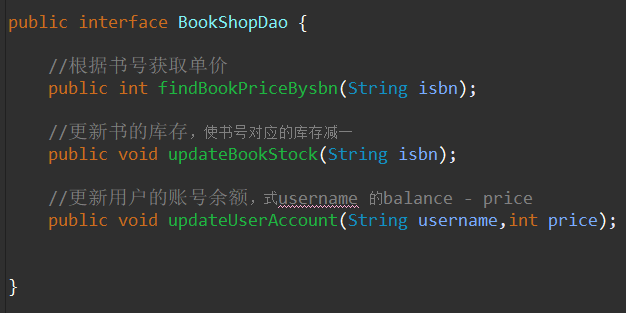 public interface BookShopDao {
//根据书号获取单价
public int findBookPriceBysbn(String isbn);
//更新书的库存，使书号对应的库存减一
public void updateBookStock(String isbn);
//更新用户的账号余额，式username 的balance - price
public void updateUserAccount(String username,int price);
}